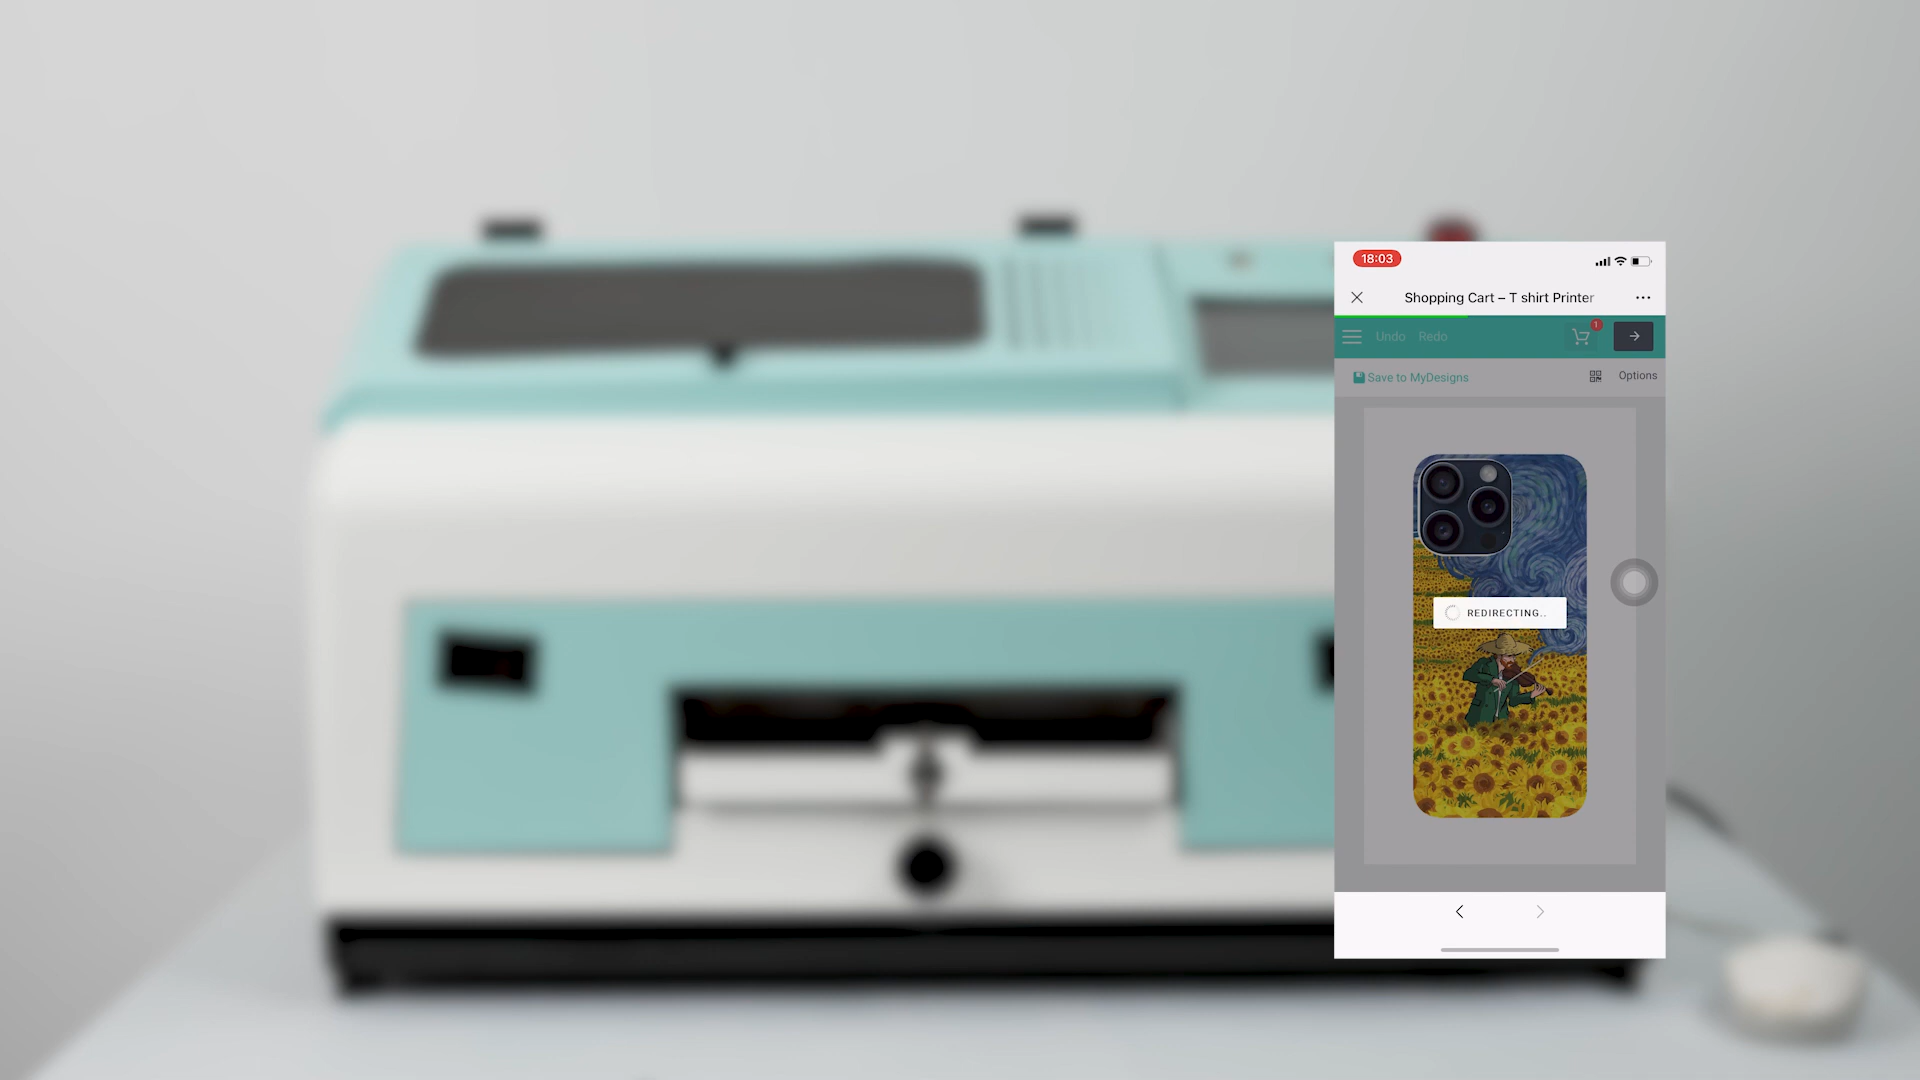 18:03
Shopping Cart – T shirt Printer
Undo Redo
1
Save to MyDesigns
Options
REDIRECTING..